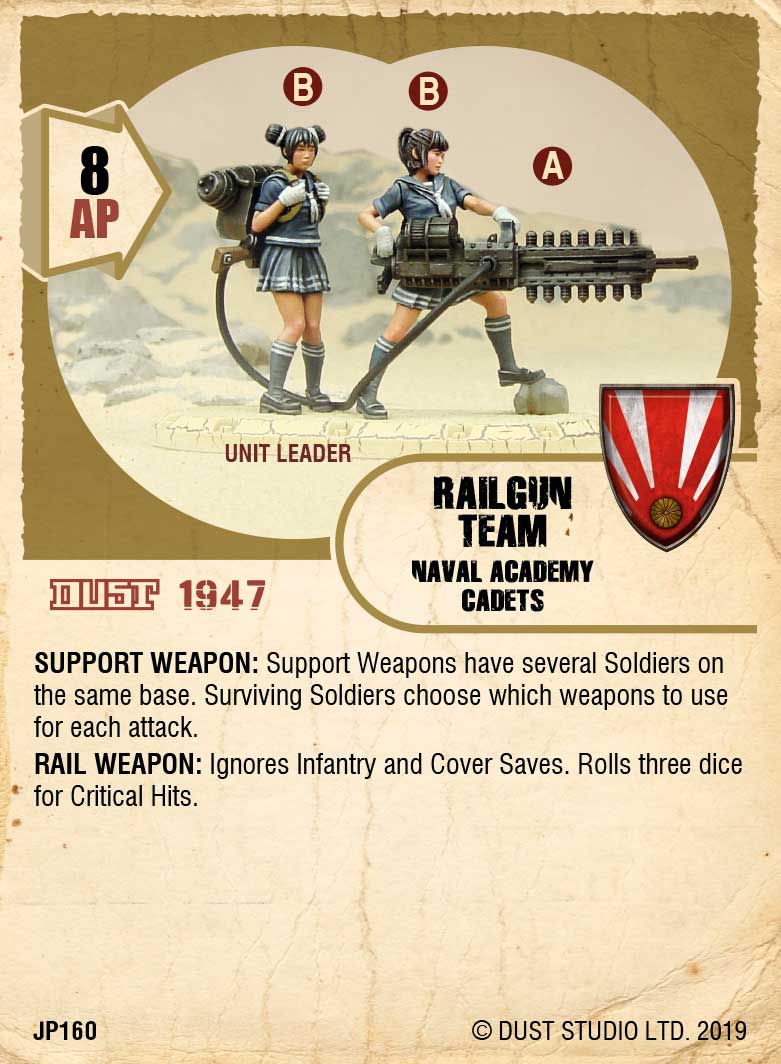 B
B
A
8
AP
UNIT LEADER
RAILGUN
TEAM
NAVAL ACADEMY
CADETS
DUST 1947
SUPPORT WEAPON: Support Weapons have several Soldiers on
the same base. Surviving Soldiers choose which weapons to use
for each attack.
RAIL WEAPON: Ignores Infantry and Cover Saves. Rolls three dice
for Critical Hits.
JP160
© DUST STUDIO LTD. 2019